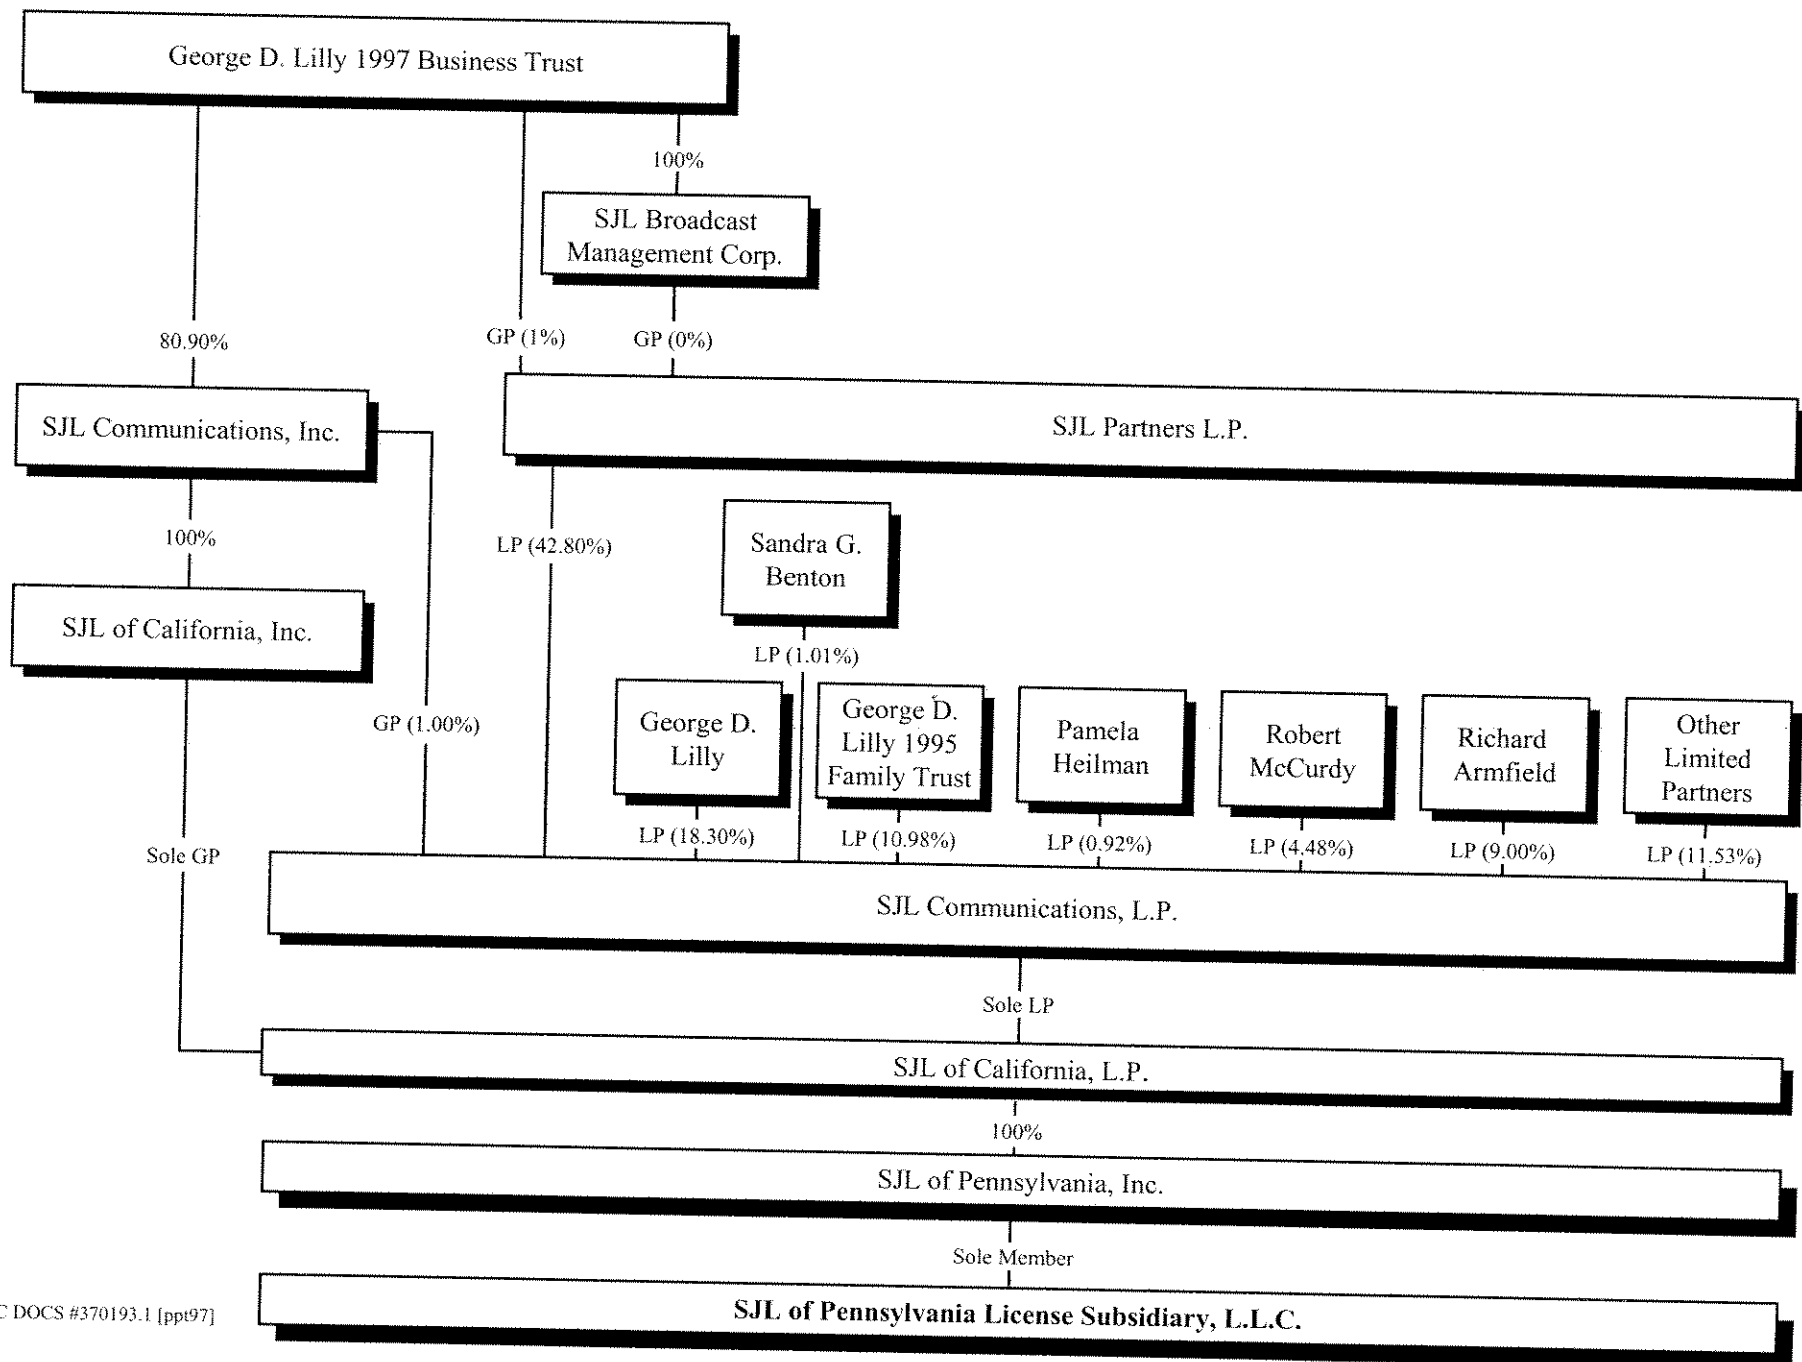 George D. Lilly 1997 Business Trust
100%
SJL Broadcast
Management Corp.
80.90%
GP (1%)
GP (0%)
SJL Communications, Inc.
SJL Partners L.P.
100%
LP (42.80%)
Sandra G.
Benton
SJL of California, Inc.
LP (1.01%)
GP (1.00%)
George D.
Lilly
George D.
Lilly 1995
Family Trust
Pamela
Heilman
Robert
McCurdy
Richard
Armfield
Other
Limited
Partners
LP (18.30%)
LP (10.98%)
LP (0.92%)
LP (4.48%)
LP (9.00%)
LP (11.53%)
Sole GP
SJL Communications, L.P.
Sole LP
SJL of California, L.P.
100%
SJL of Pennsylvania, Inc.
Sole Member
SJL of Pennsylvania License Subsidiary, L.L.C.
C DOCS #370193.1 [ppt97]